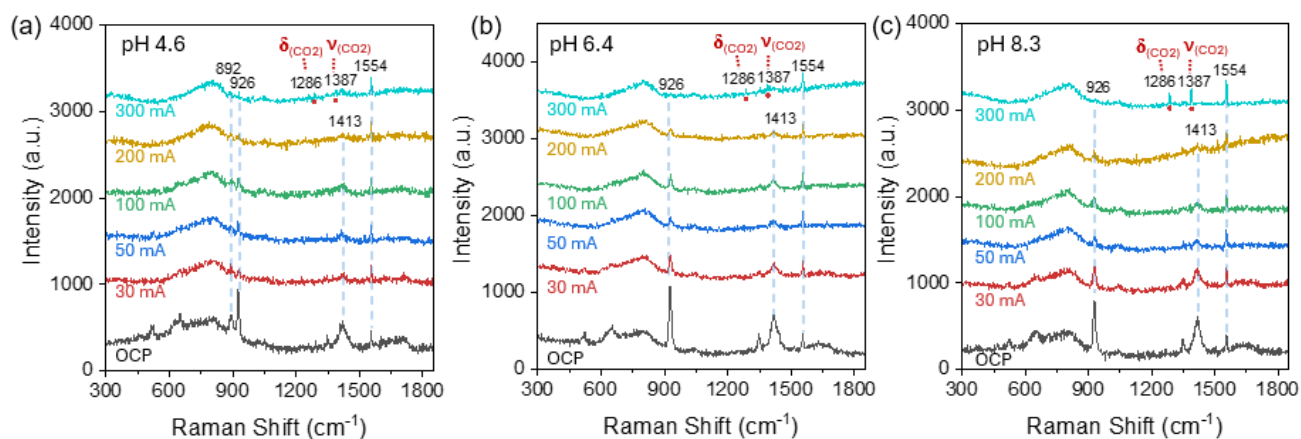 (a)
pH 4.6
δ(CO2) ν(CO2)
892 926 1286 1387 1554
1413
300 mA
200 mA
100 mA
50 mA
30 mA
OCP
4000
3000
2000
1000
0
Intensity (a.u.)
300 600 900 1200 1500 1800
Raman Shift (cm⁻¹)
(b)
pH 6.4
δ(CO2) ν(CO2)
926 1286 1387 1554
1413
300 mA
200 mA
100 mA
50 mA
30 mA
OCP
4000
3000
2000
1000
0
Intensity (a.u.)
300 600 900 1200 1500 1800
Raman Shift (cm⁻¹)
(c)
pH 8.3
δ(CO2) ν(CO2)
926 1286 1387 1554
1413
300 mA
200 mA
100 mA
50 mA
30 mA
OCP
4000
3000
2000
1000
0
Intensity (a.u.)
300 600 900 1200 1500 1800
Raman Shift (cm⁻¹)